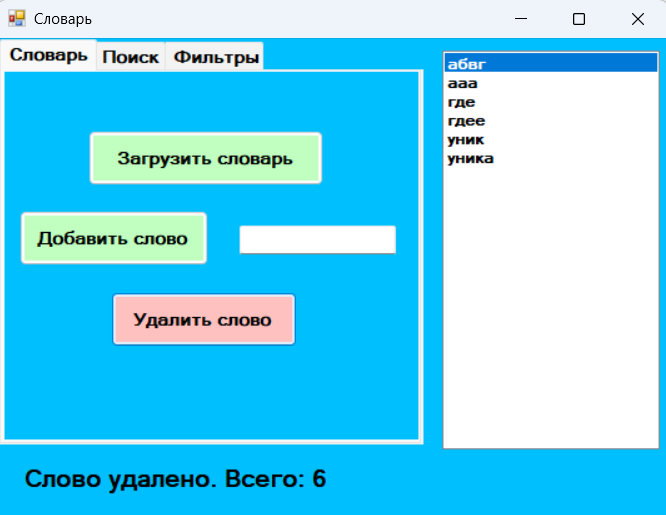 Словарь
Словарь Поиск Фильтры
Загрузить словарь
Добавить слово
Удалить слово
абвг
ааа
где
гдее
уник
уника
Слово удалено. Всего: 6